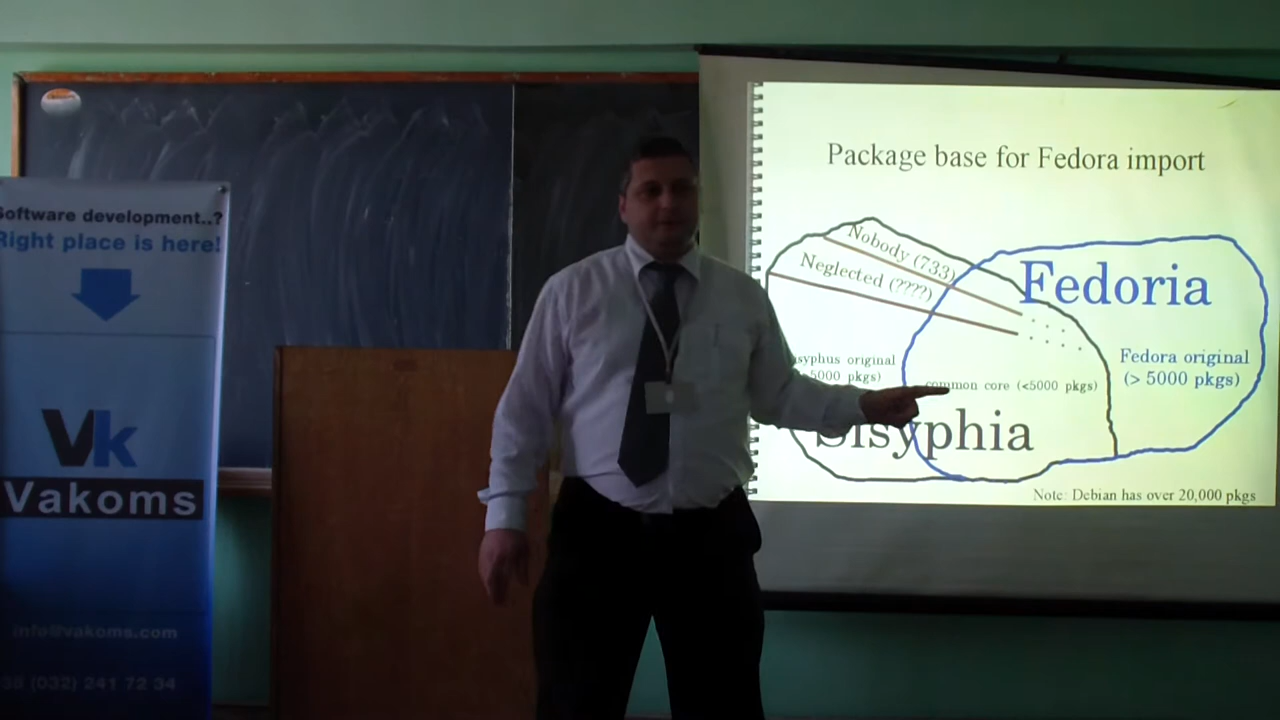 Software development..?
Right place is here!
Vk
Vakoms
info@vakoms.com
38 (032) 241 72 34
Package base for Fedora import
Nobody (733)
Neglected (????)
Fedoria
syphus original
5000 pkgs)
Fedora original
(> 5000 pkgs)
common core (<5000 pkgs)
Sisyphia
Note: Debian has over 20,000 pkgs